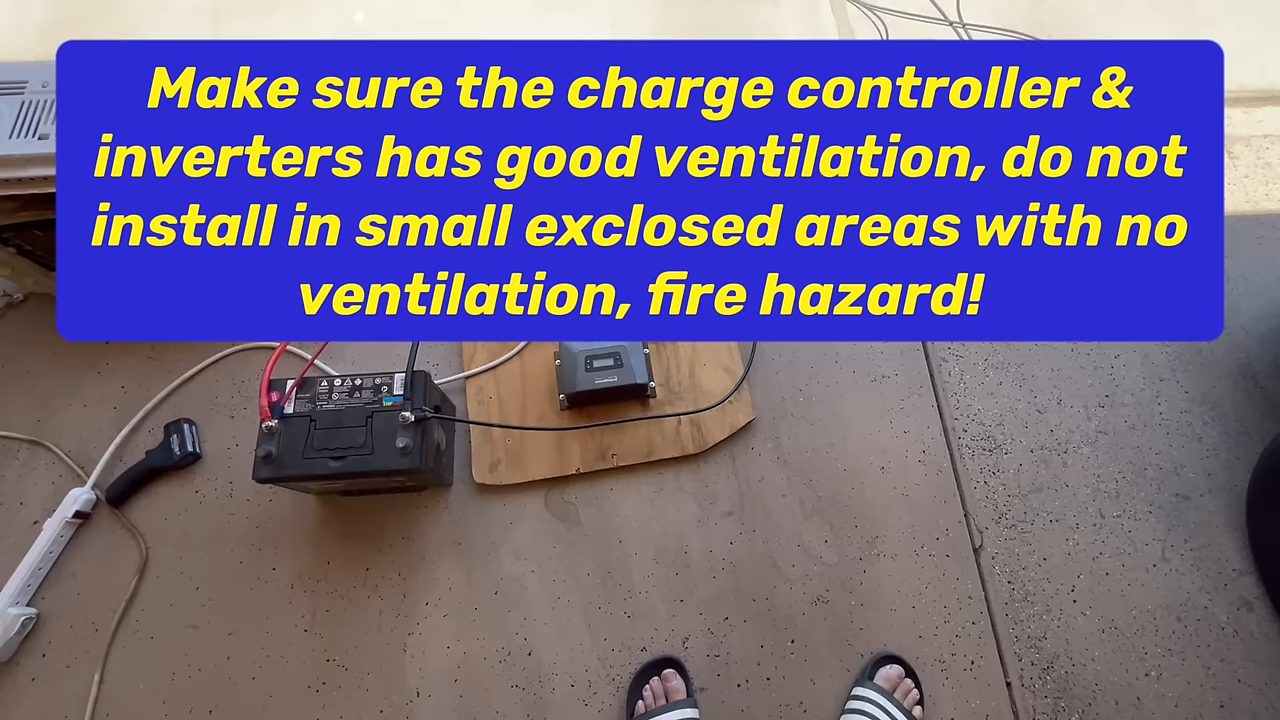 Make sure the charge controller &
inverters has good ventilation, do not
install in small exclosed areas with no
ventilation, fire hazard!